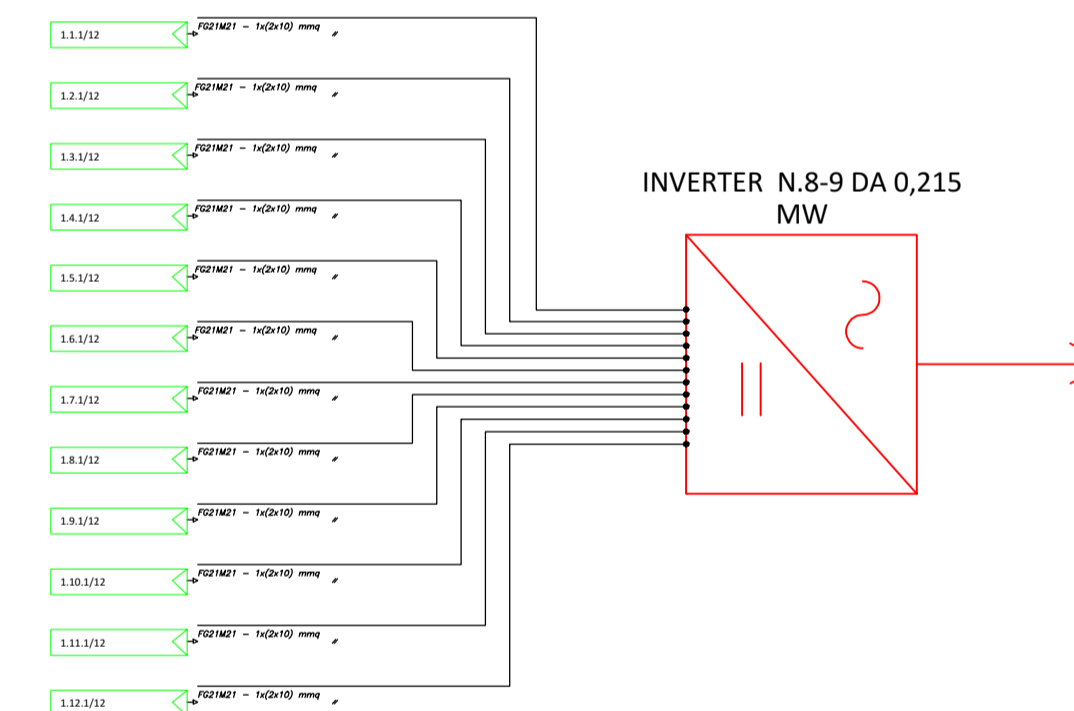 1.1.1/12 FG21M21 – 1x(2x10) mmq //
1.2.1/12 FG21M21 – 1x(2x10) mmq //
1.3.1/12 FG21M21 – 1x(2x10) mmq //
INVERTER N.8-9 DA 0,215
MW
1.4.1/12 FG21M21 – 1x(2x10) mmq //
1.5.1/12 FG21M21 – 1x(2x10) mmq //
1.6.1/12 FG21M21 – 1x(2x10) mmq //
1.7.1/12 FG21M21 – 1x(2x10) mmq //
1.8.1/12 FG21M21 – 1x(2x10) mmq //
1.9.1/12 FG21M21 – 1x(2x10) mmq //
1.10.1/12 FG21M21 – 1x(2x10) mmq //
1.11.1/12 FG21M21 – 1x(2x10) mmq //
1.12.1/12 FG21M21 – 1x(2x10) mmq //